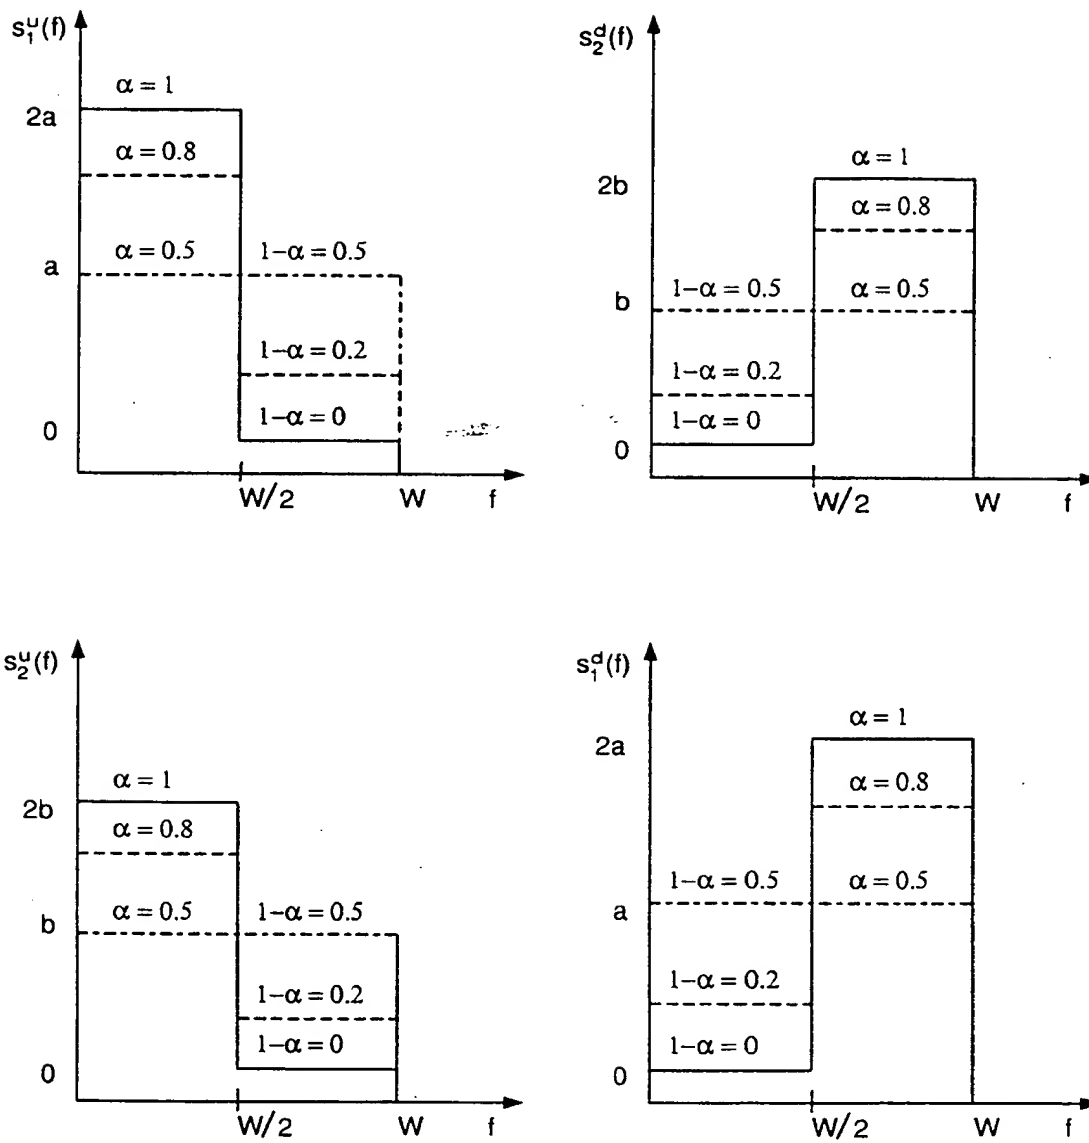 s₁ᵘ(f)
α = 1
2a
α = 0.8
α = 0.5
1–α = 0.5
a
1–α = 0.2
1–α = 0
0
W/2
W
f
s₂ᵈ(f)
α = 1
2b
α = 0.8
1–α = 0.5
α = 0.5
b
1–α = 0.2
1–α = 0
0
W/2
W
f
s₂ᵘ(f)
α = 1
2b
α = 0.8
α = 0.5
1–α = 0.5
b
1–α = 0.2
1–α = 0
0
W/2
W
f
s₁ᵈ(f)
α = 1
2a
α = 0.8
1–α = 0.5
α = 0.5
a
1–α = 0.2
1–α = 0
0
W/2
W
f